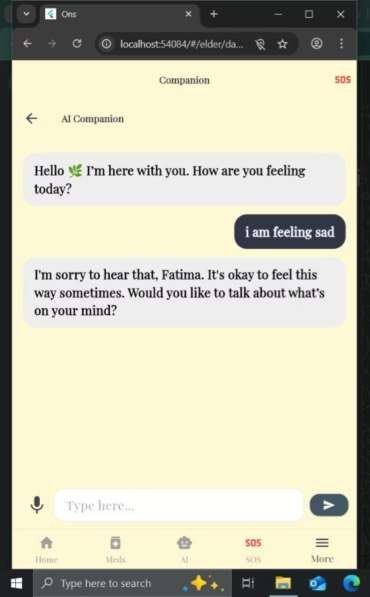 Ons
localhost:54084/#/elder/da...
Companion
SOS
AI Companion
Hello 🌿 I'm here with you. How are you feeling
today?
i am feeling sad
I'm sorry to hear that, Fatima. It's okay to feel this
way sometimes. Would you like to talk about what's
on your mind?
Type here...
SOS
Home
Meds
AI
SOS
More
Type here to search